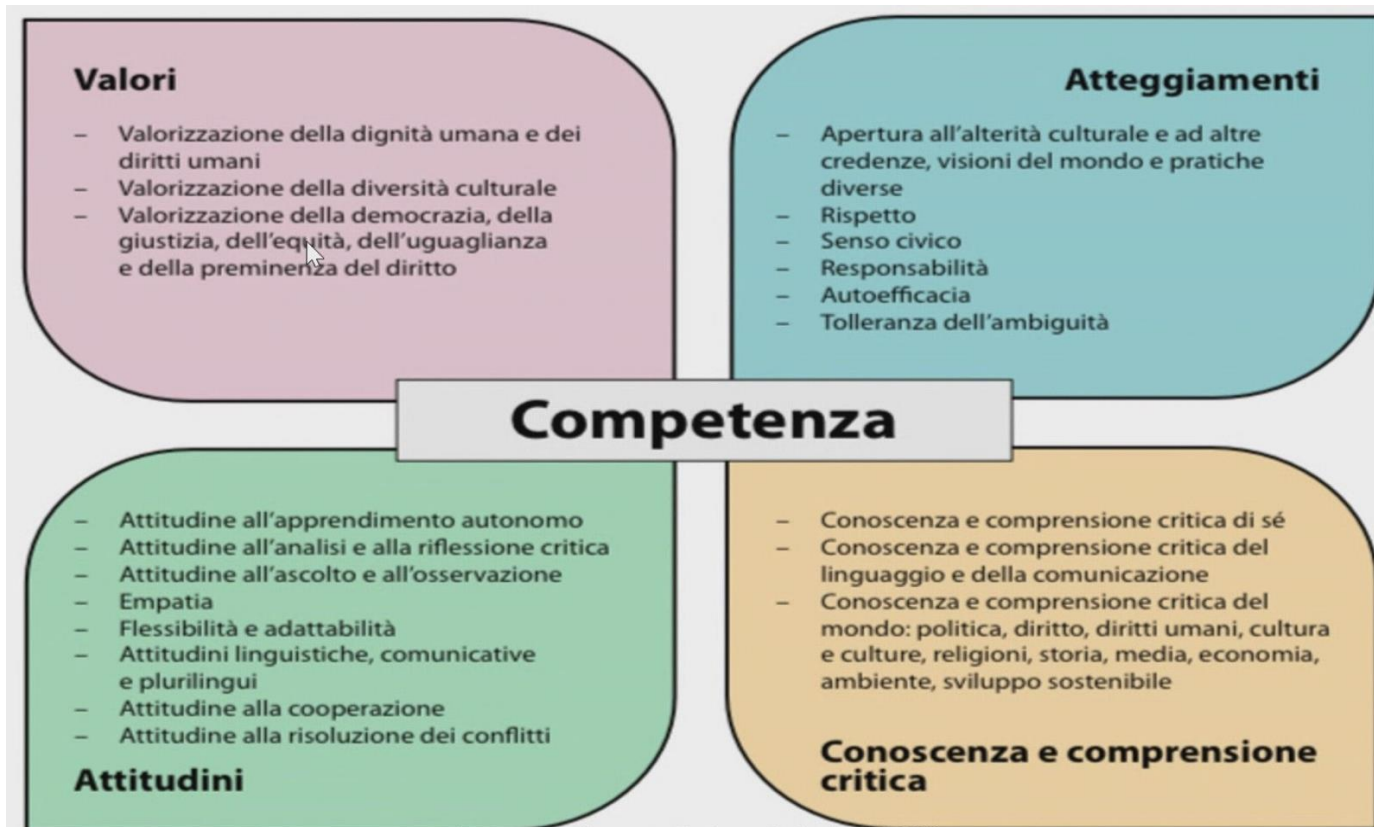 Valori
– Valorizzazione della dignità umana e dei
diritti umani
– Valorizzazione della diversità culturale
– Valorizzazione della democrazia, della
giustizia, dell'equità, dell'uguaglianza
e della preminenza del diritto
Atteggiamenti
– Apertura all'alterità culturale e ad altre
credenze, visioni del mondo e pratiche
diverse
– Rispetto
– Senso civico
– Responsabilità
– Autoefficacia
– Tolleranza dell'ambiguità
Competenza
– Attitudine all'apprendimento autonomo
– Attitudine all'analisi e alla riflessione critica
– Attitudine all'ascolto e all'osservazione
– Empatia
– Flessibilità e adattabilità
– Attitudini linguistiche, comunicative
e plurilingui
– Attitudine alla cooperazione
– Attitudine alla risoluzione dei conflitti
Attitudini
– Conoscenza e comprensione critica di sé
– Conoscenza e comprensione critica del
linguaggio e della comunicazione
– Conoscenza e comprensione critica del
mondo: politica, diritto, diritti umani, cultura
e culture, religioni, storia, media, economia,
ambiente, sviluppo sostenibile
Conoscenza e comprensione
critica